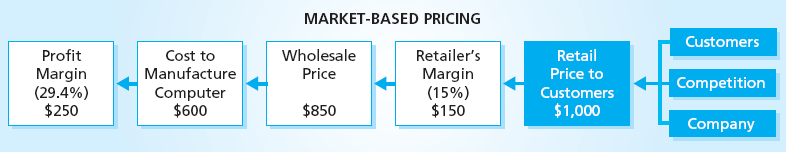 MARKET-BASED PRICING
Profit
Margin
(29.4%)
$250
Cost to
Manufacture
Computer
$600
Wholesale
Price
$850
Retailer's
Margin
(15%)
$150
Retail
Price to
Customers
$1,000
Customers
Competition
Company